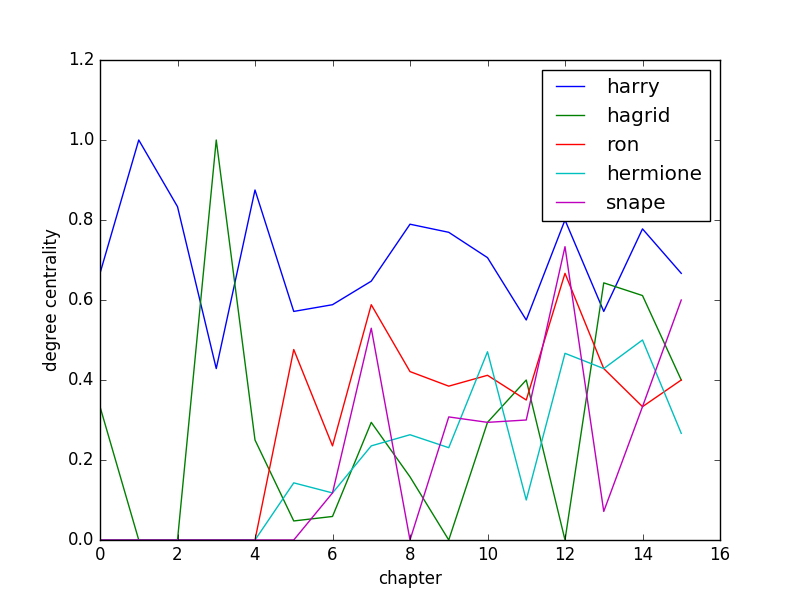 1.2
1.0
0.8
0.6
0.4
0.2
0.0
degree centrality
harry
hagrid
ron
hermione
snape
0 2 4 6 8 10 12 14 16
chapter